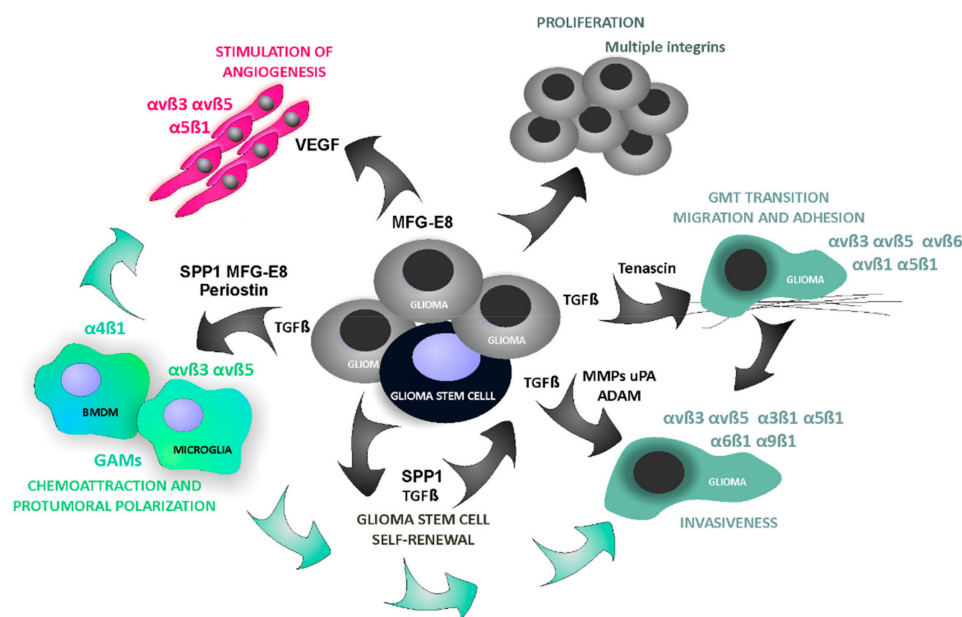 PROLIFERATION
Multiple integrins
STIMULATION OF
ANGIOGENESIS
αvß3 αvß5
α5ß1
VEGF
MFG-E8
GMT TRANSITION
MIGRATION AND ADHESION
αvß3 αvß5 αvß6
αvß1 α5ß1
GLIOMA
Tenascin
TGFß
SPP1 MFG-E8
Periostin
TGFß
GLIOMA
GLIOM
GLIOMA
GLIOMA STEM CELLL
α4ß1
αvß3 αvß5
BMDM
MICROGLIA
GAMs
CHEMOATTRACTION AND
PROTUMORAL POLARIZATION
TGFß
MMPs uPA
ADAM
αvß3 αvß5 α3ß1 α5ß1
α6ß1 α9ß1
GLIOMA
INVASIVENESS
SPP1
TGFß
GLIOMA STEM CELL
SELF-RENEWAL